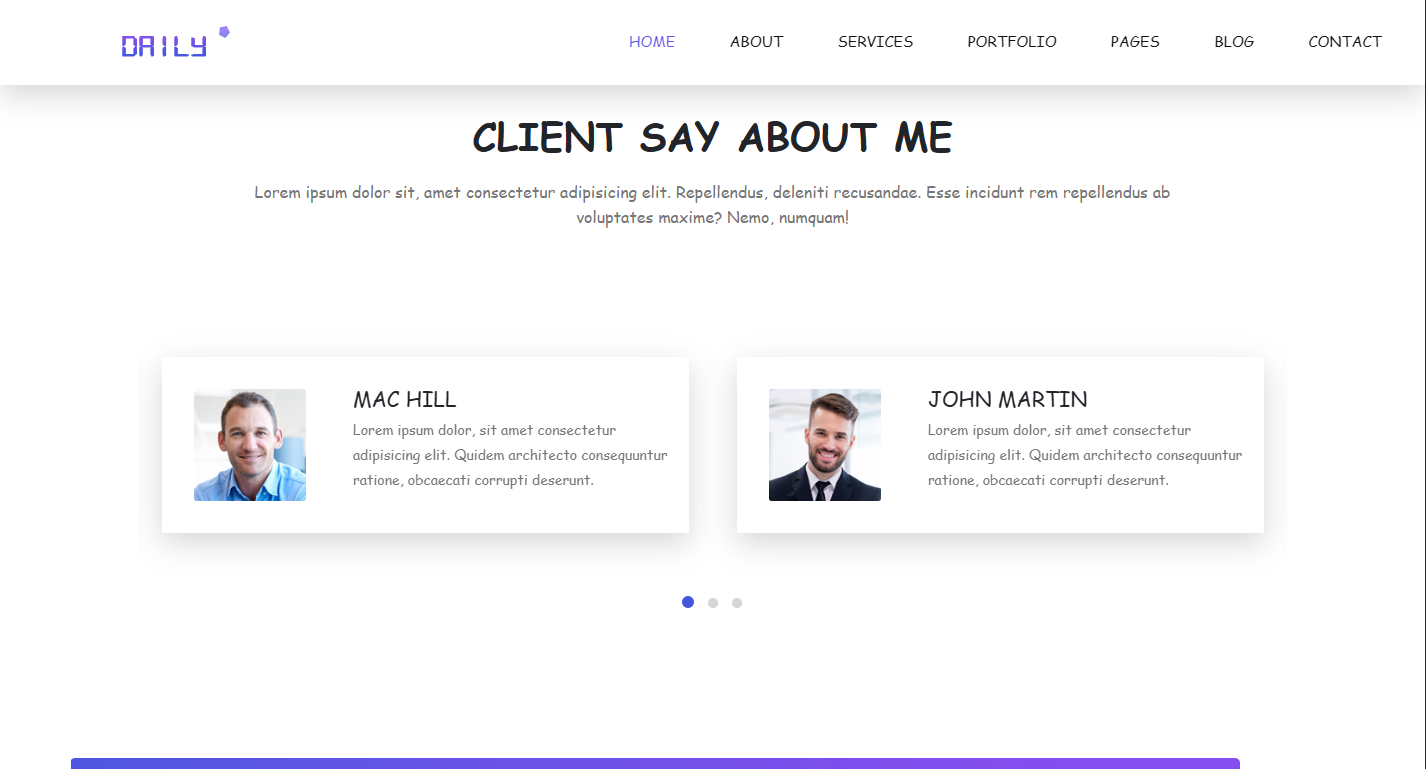 DAILY
HOME ABOUT SERVICES PORTFOLIO PAGES BLOG CONTACT
CLIENT SAY ABOUT ME
Lorem ipsum dolor sit, amet consectetur adipisicing elit. Repellendus, deleniti recusandae. Esse incidunt rem repellendus ab
voluptates maxime? Nemo, numquam!
MAC HILL
Lorem ipsum dolor, sit amet consectetur
adipisicing elit. Quidem architecto consequuntur
ratione, obcaecati corrupti deserunt.
JOHN MARTIN
Lorem ipsum dolor, sit amet consectetur
adipisicing elit. Quidem architecto consequuntur
ratione, obcaecati corrupti deserunt.